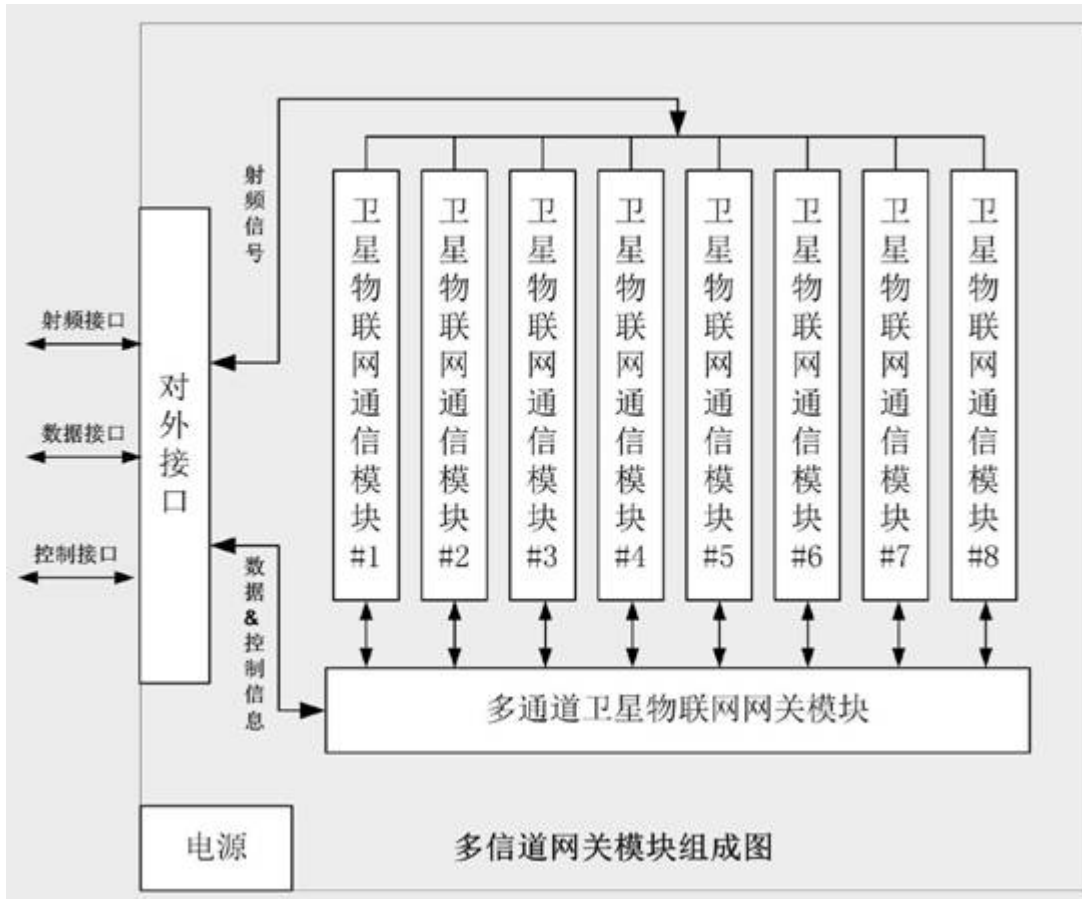 射频信号
卫星物联网通信模块#1
卫星物联网通信模块#2
卫星物联网通信模块#3
卫星物联网通信模块#4
卫星物联网通信模块#5
卫星物联网通信模块#6
卫星物联网通信模块#7
卫星物联网通信模块#8
射频接口
数据接口
控制接口
对外接口
数据&控制信息
多通道卫星物联网网关模块
电源
多信道网关模块组成图